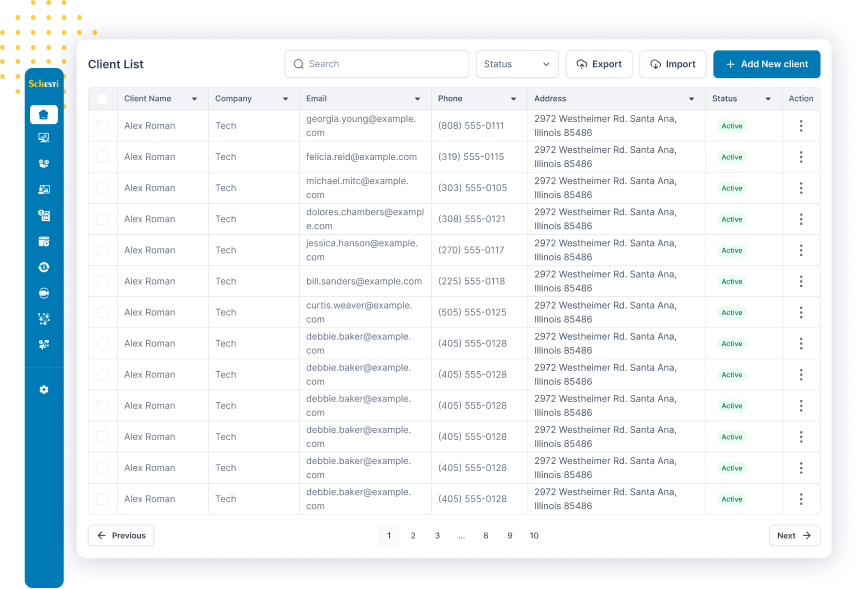 Schesti
Client List
Search
Status
Export
Import
+ Add New client
Client Name Company Email Phone Address Status Action
Alex Roman Tech georgia.young@example. (808) 555-0111 2972 Westheimer Rd. Santa Ana, Active
com Illinois 85486
Alex Roman Tech felicia.reid@example.com (319) 555-0115 2972 Westheimer Rd. Santa Ana, Active
Illinois 85486
Alex Roman Tech michael.mitc@example. (303) 555-0105 2972 Westheimer Rd. Santa Ana, Active
com Illinois 85486
Alex Roman Tech dolores.chambers@exampl (308) 555-0121 2972 Westheimer Rd. Santa Ana, Active
e.com Illinois 85486
Alex Roman Tech jessica.hanson@example. (270) 555-0117 2972 Westheimer Rd. Santa Ana, Active
com Illinois 85486
Alex Roman Tech bill.sanders@example.com (225) 555-0118 2972 Westheimer Rd. Santa Ana, Active
Illinois 85486
Alex Roman Tech curtis.weaver@example. (505) 555-0125 2972 Westheimer Rd. Santa Ana, Active
com Illinois 85486
Alex Roman Tech debbie.baker@example. (405) 555-0128 2972 Westheimer Rd. Santa Ana, Active
com Illinois 85486
Alex Roman Tech debbie.baker@example. (405) 555-0128 2972 Westheimer Rd. Santa Ana, Active
com Illinois 85486
Alex Roman Tech debbie.baker@example. (405) 555-0128 2972 Westheimer Rd. Santa Ana, Active
com Illinois 85486
Alex Roman Tech debbie.baker@example. (405) 555-0128 2972 Westheimer Rd. Santa Ana, Active
com Illinois 85486
Alex Roman Tech debbie.baker@example. (405) 555-0128 2972 Westheimer Rd. Santa Ana, Active
com Illinois 85486
Alex Roman Tech debbie.baker@example. (405) 555-0128 2972 Westheimer Rd. Santa Ana, Active
com Illinois 85486
Previous 1 2 3 ... 8 9 10 Next